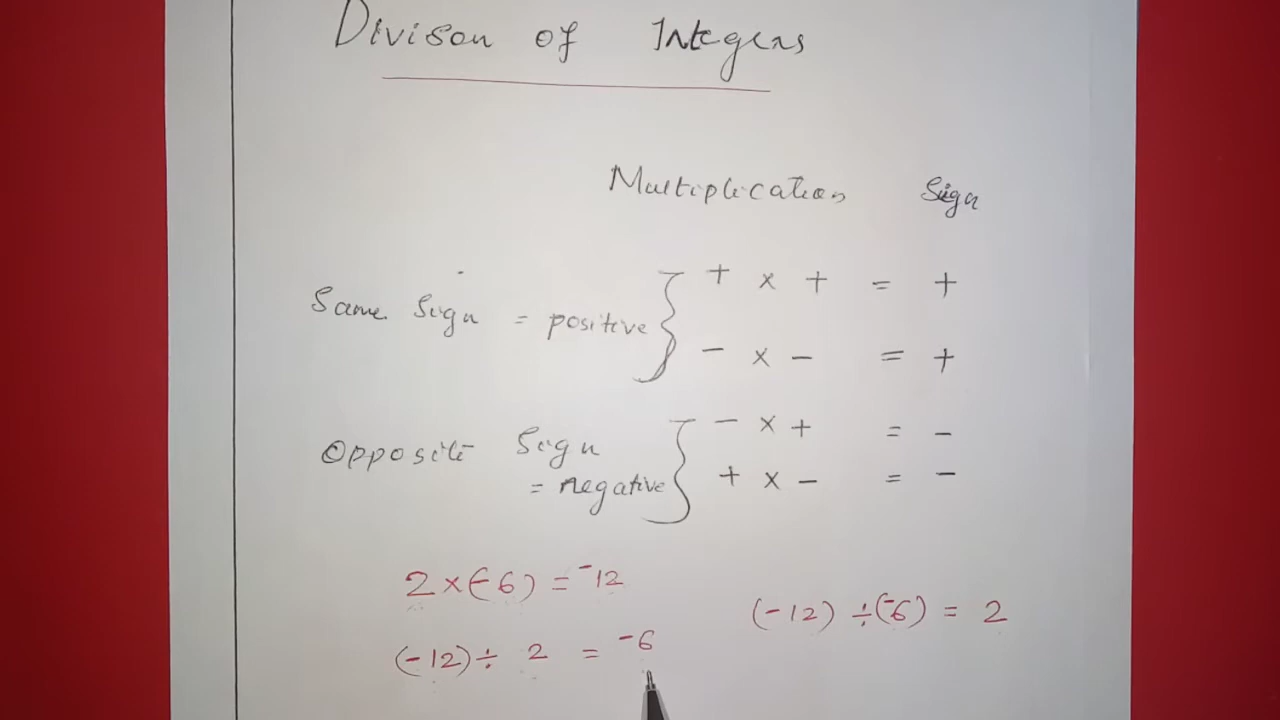 Divison of Integers
Multiplication Sign
+ × + = +
Same Sign = positive
- × - = +
- × + = -
Opposite Sign
= negative
+ × - = -
2 × (-6) = -12
(-12) ÷ (-6) = 2
(-12) ÷ 2 = -6